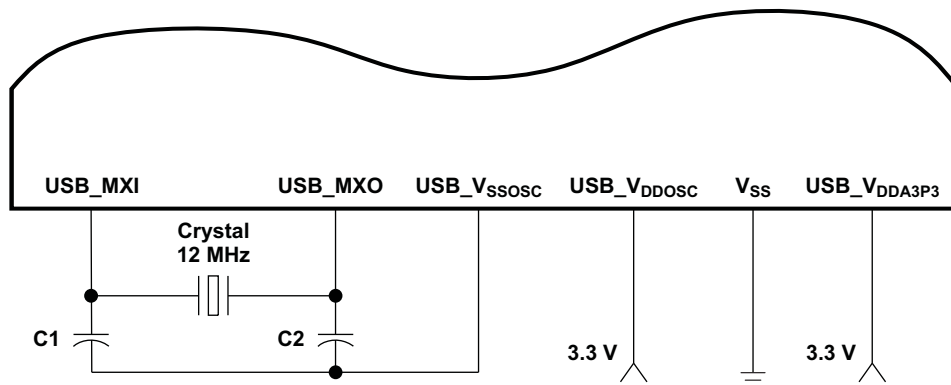 USB_MXI USB_MXO USB_VSSOSC USB_VDDOSC VSS USB_VDDA3P3
Crystal
12 MHz
C1 C2 3.3 V 3.3 V